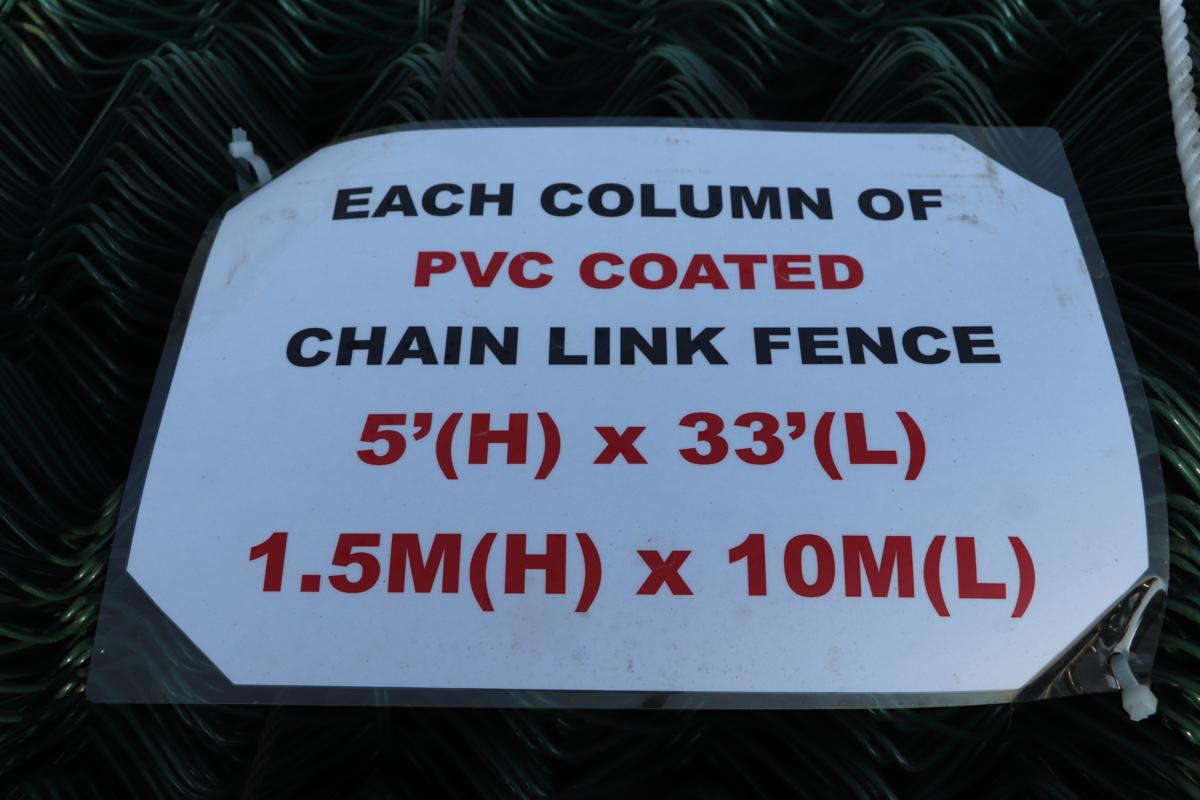 EACH COLUMN OF
PVC COATED
CHAIN LINK FENCE
5’(H) x 33’(L)
1.5M(H) x 10M(L)